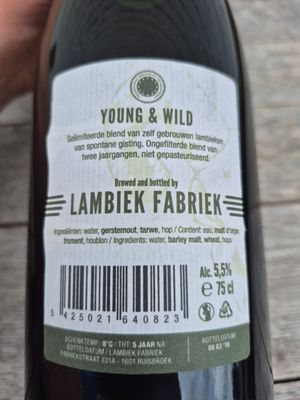 YOUNG & WILD
Gelimiteerde blend van zelf gebrouwen lambieken
van spontane gisting. Ongefilterde blend van
twee jaargangen, niet gepasteuriseerd.
Brewed and bottled by
LAMBIEK FABRIEK
Ingrediënten: water, gerstemout, tarwe, hop / Contient: eau, malt d'orge,
froment, houblon / Ingredients: water, barley malt, wheat, hops
Alc. 5,5%
e 75 cl
5 425021 640823
SCHENKTEMP. 8°C / THT: 5 JAAR NA
BOTTELDATUM / LAMBIEK FABRIEK
FABRIEKSTRAAT 331A - 1601 RUISBROEK
BOTTELDATUM
05 03 '18